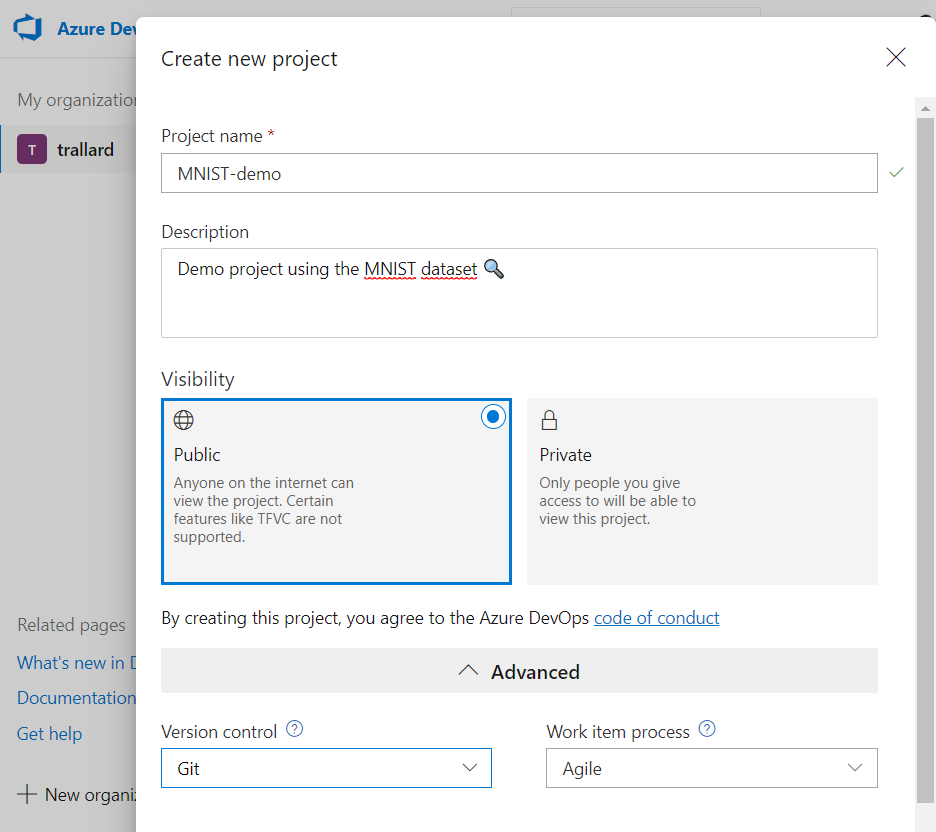 Azure Dev
Create new project
My organization
T trallard
Project name *
MNIST-demo
Description
Demo project using the MNIST dataset 🔍
Visibility
Public
Anyone on the internet can
view the project. Certain
features like TFVC are not
supported.
Private
Only people you give
access to will be able to
view this project.
By creating this project, you agree to the Azure DevOps code of conduct
Advanced
Version control ?
Git
Work item process ?
Agile
Related pages
What's new in D
Documentation
Get help
New organiz